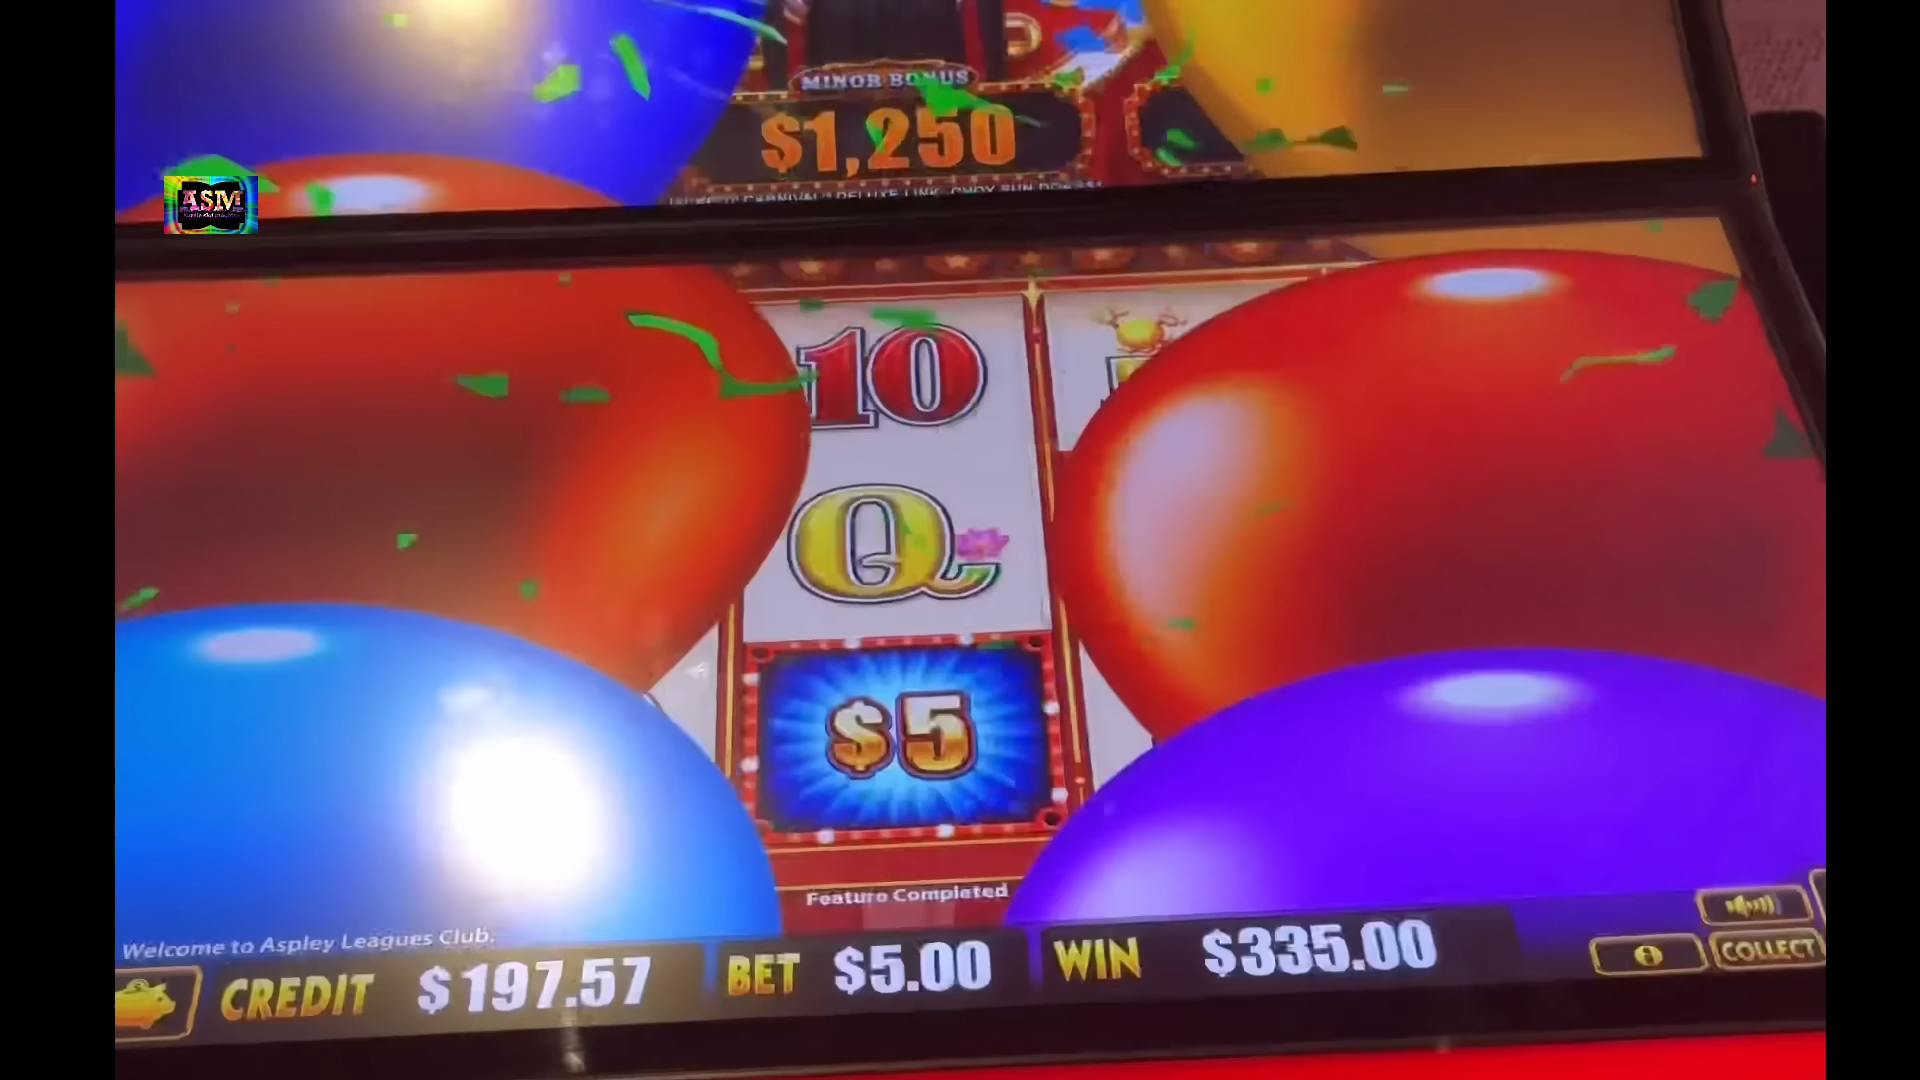 MINOR BONUS
$1,250
ASM
10
Q
$5
Feature Completed
Welcome to Aspley Leagues Club.
CREDIT $197.57 BET $5.00 WIN $335.00
COLLECT